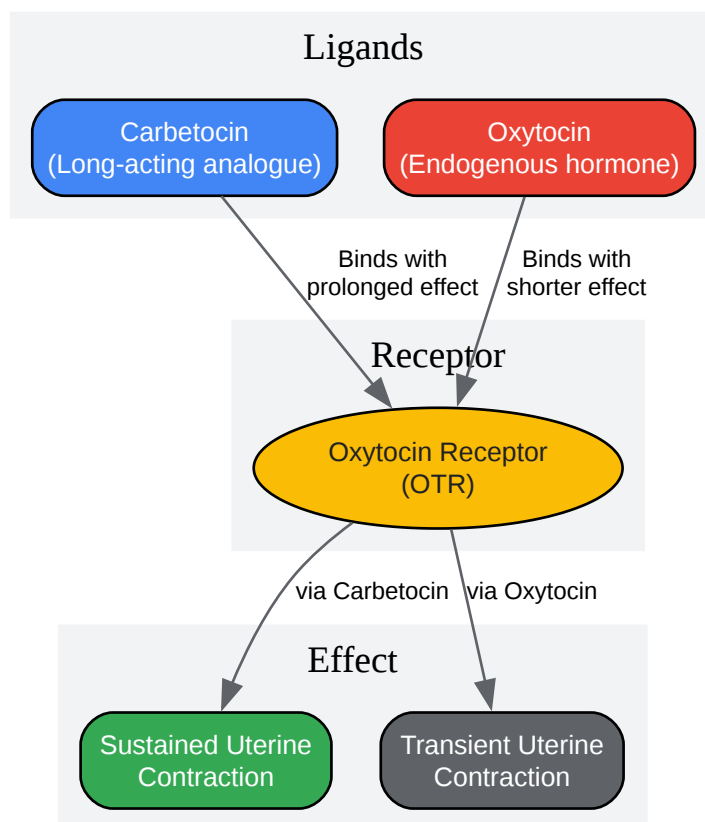 Ligands
Carbetocin
(Long-acting analogue)
Oxytocin
(Endogenous hormone)
Binds with
prolonged effect
Binds with
shorter effect
Receptor
Oxytocin Receptor
(OTR)
via Carbetocin
via Oxytocin
Effect
Sustained Uterine
Contraction
Transient Uterine
Contraction